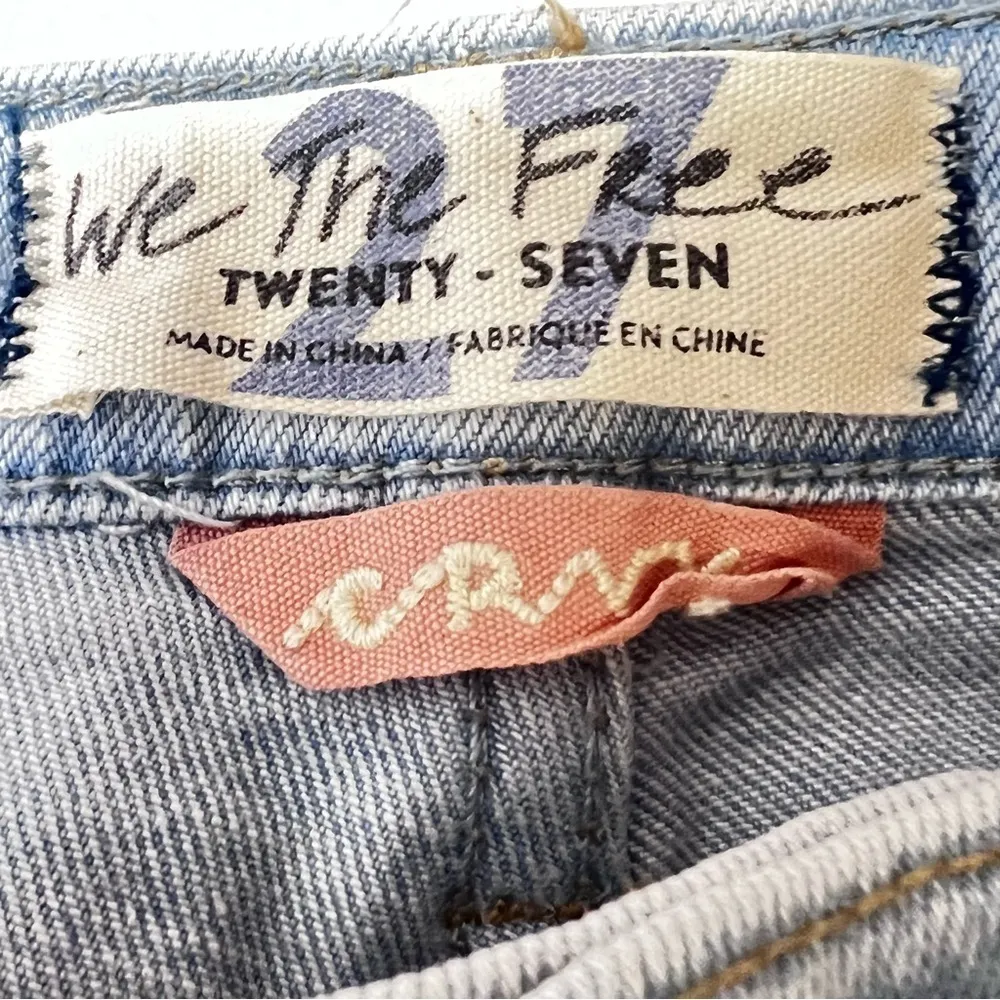 27
We The Free
TWENTY - SEVEN
MADE IN CHINA / FABRIQUE EN CHINE